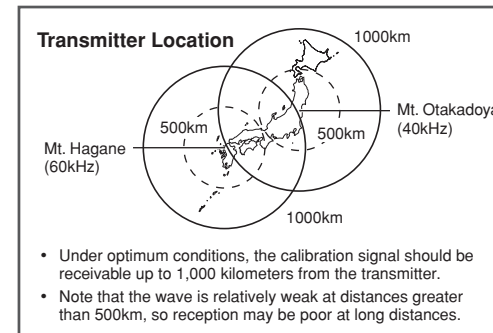 Transmitter Location
1000km
500km
Mt. Otakadoya
(40kHz)
500km
Mt. Hagane
(60kHz)
1000km
• Under optimum conditions, the calibration signal should be
receivable up to 1,000 kilometers from the transmitter.
• Note that the wave is relatively weak at distances greater
than 500km, so reception may be poor at long distances.